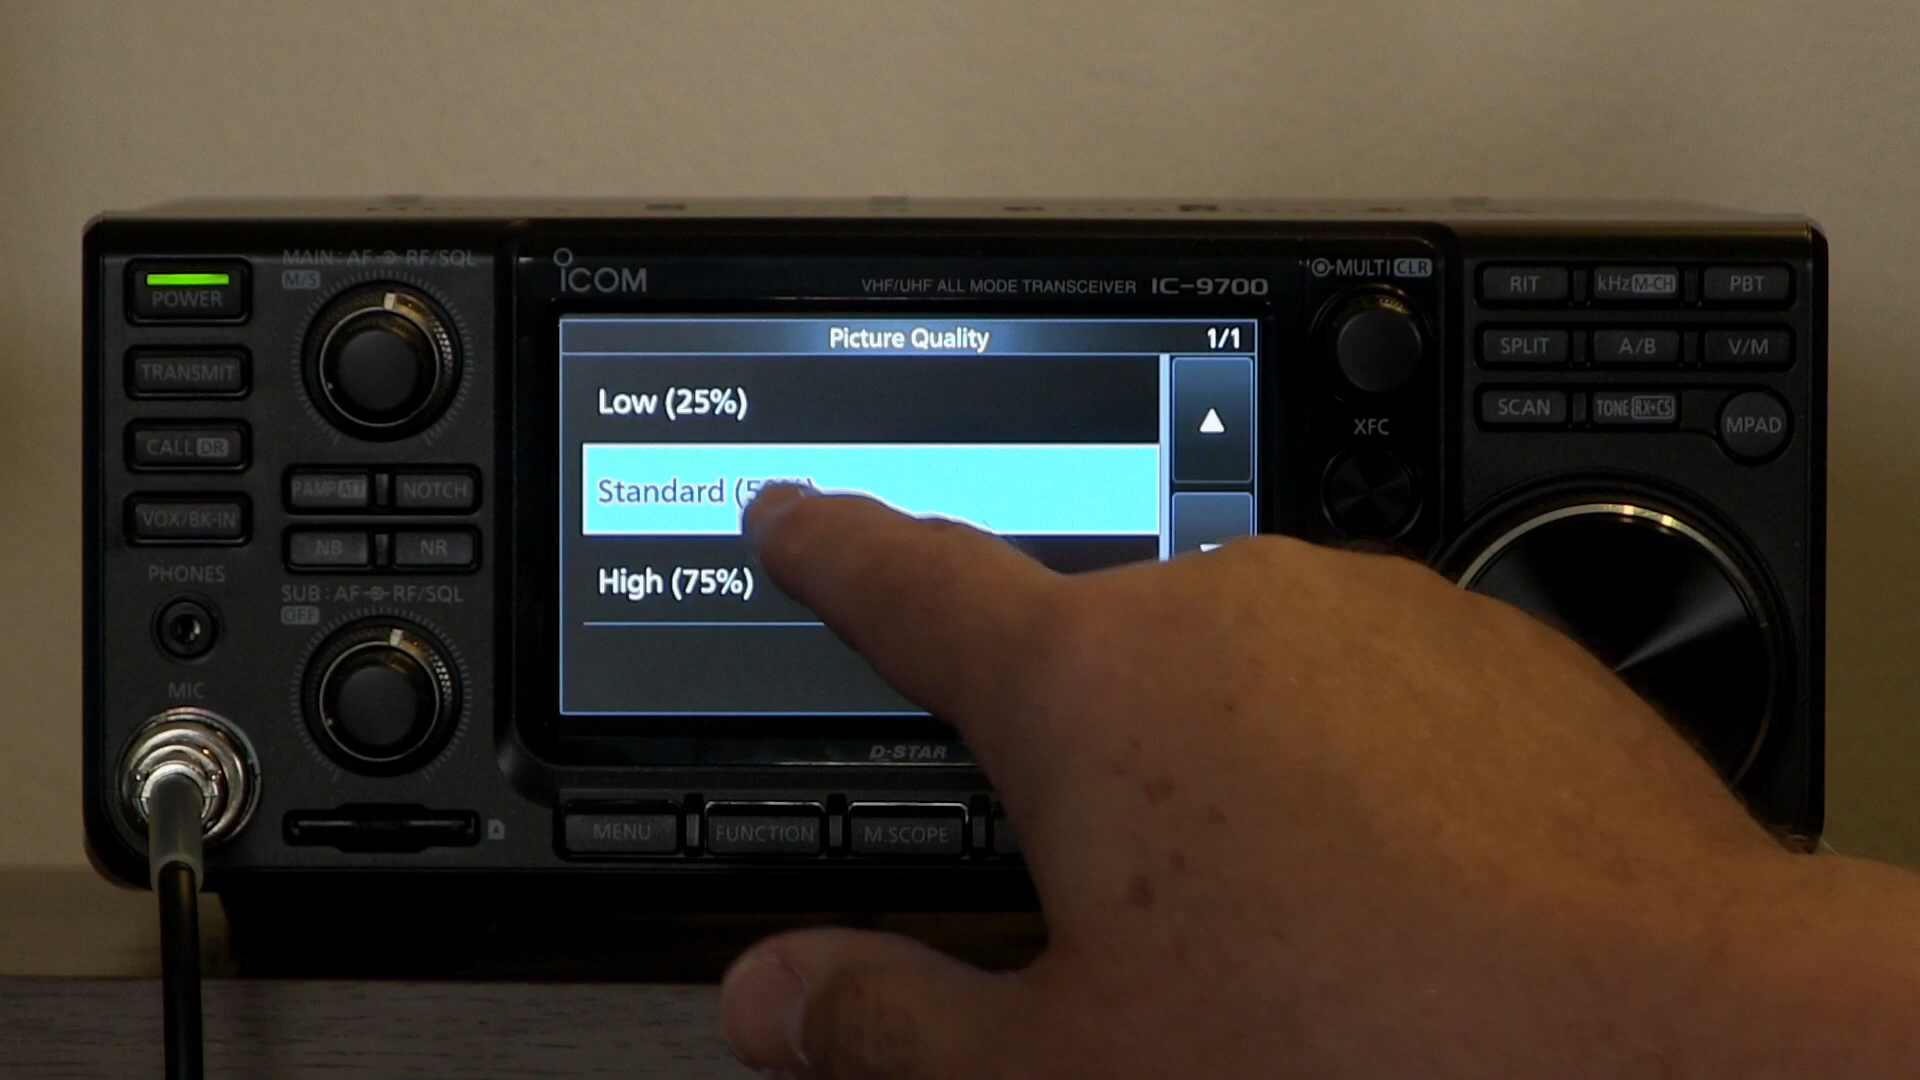 MAIN : AF RF/SQL
M/S
POWER
TRANSMIT
CALL DR
VOX/BK-IN
P.AMP ATT NOTCH
NB NR
PHONES
SUB : AF RF/SQL
OFF
MIC
ICOM
VHF/UHF ALL MODE TRANSCEIVER IC-9700
Picture Quality 1/1
Low (25%)
Standard
High (75%)
D-STAR
MENU FUNCTION M.SCOPE
MULTI CLR
XFC
RIT kHz M-CH PBT
SPLIT A/B V/M
SCAN TONE RX→CS
MPAD